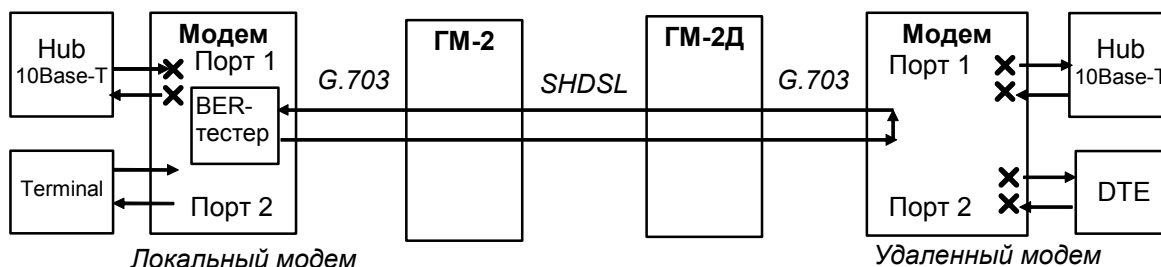 Hub
10Base-T
Модем
Порт 1
BER-
тестер
Порт 2
Terminal
Локальный модем
G.703
ГМ-2
SHDSL
ГМ-2Д
G.703
Модем
Порт 1
Порт 2
Hub
10Base-T
DTE
Удаленный модем